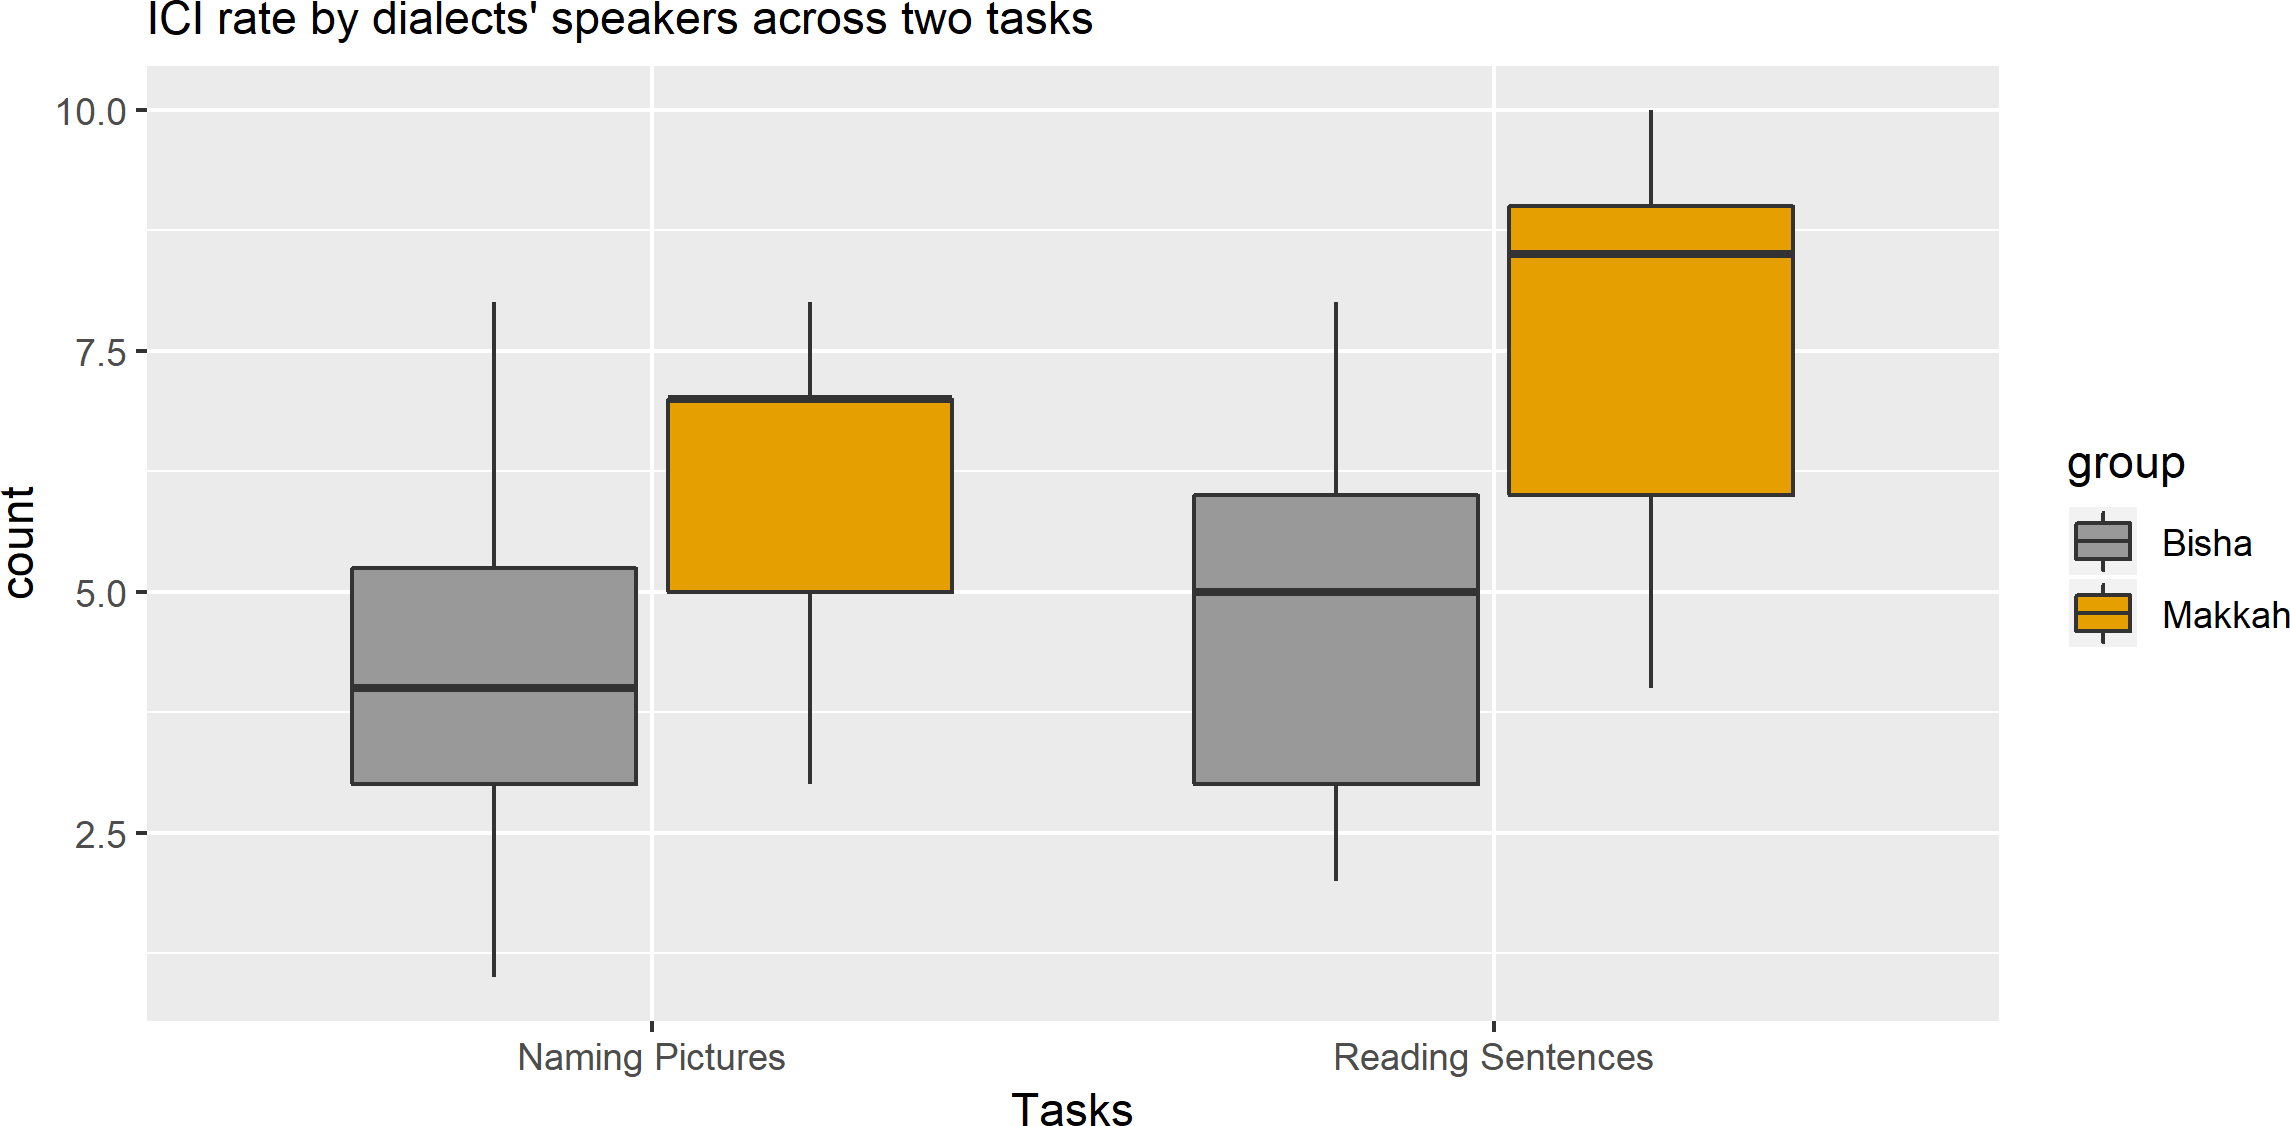 ICI rate by dialects' speakers across two tasks
10.0
7.5
5.0
2.5
count
Naming Pictures
Reading Sentences
Tasks
group
Bisha
Makkah